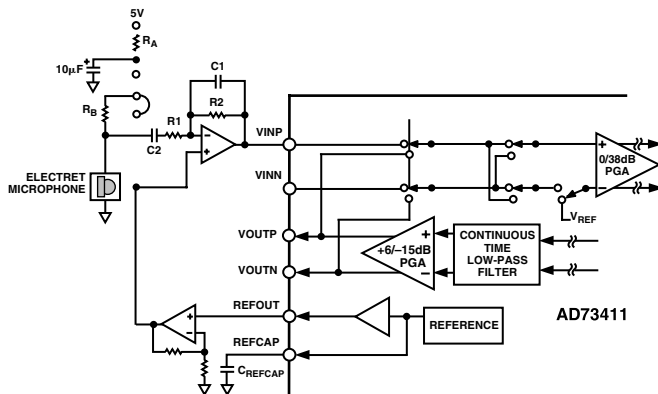 5V
RA
10µF
C1
R2
RB
R1
C2
VINP
ELECTRET
MICROPHONE
VINN
+
0/38dB
PGA
–
VREF
VOUTP
+
+6/–15dB
PGA
–
CONTINUOUS
TIME
LOW-PASS
FILTER
VOUTN
REFOUT
REFERENCE
AD73411
REFCAP
CREFCAP